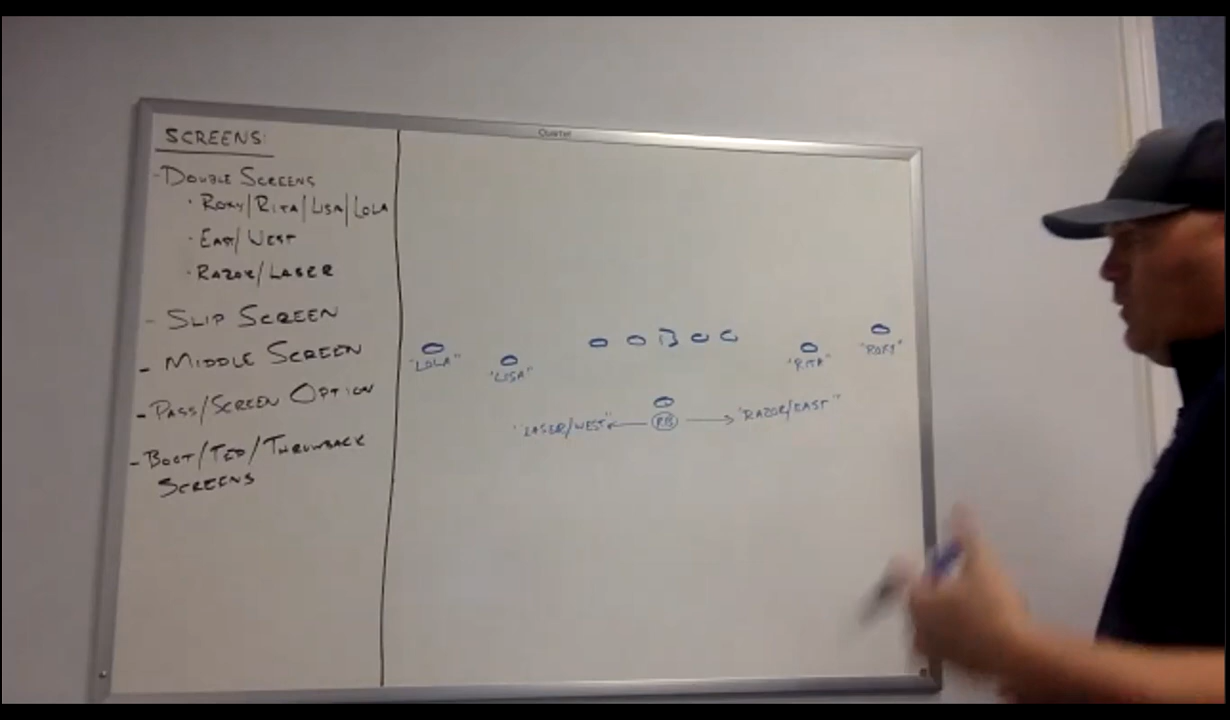 Quartet
SCREENS:
- DOUBLE SCREENS
· ROXY/RITA/LISA/LOLA
· EAST/WEST
· RAZOR/LASER
- SLIP SCREEN
- MIDDLE SCREEN
- PASS/SCREEN OPTION
- BOOT/TED/THROWBACK
SCREENS
"LOLA"
"LISA"
"RITA"
"ROXY"
"LASER/WEST"
RB
"RAZOR/EAST"